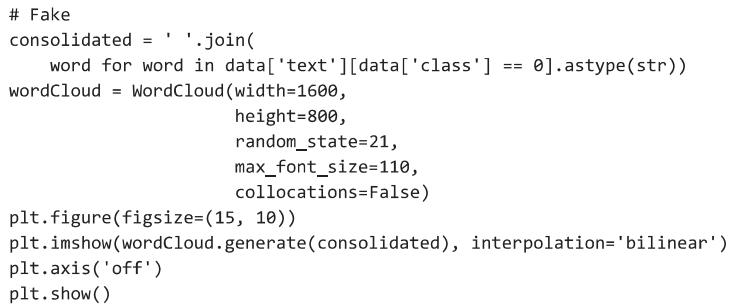 # Fake
consolidated = ' '.join(
    word for word in data['text'][data['class'] == 0].astype(str))
wordCloud = WordCloud(width=1600,
                      height=800,
                      random_state=21,
                      max_font_size=110,
                      collocations=False)
plt.figure(figsize=(15, 10))
plt.imshow(wordCloud.generate(consolidated), interpolation='bilinear')
plt.axis('off')
plt.show()